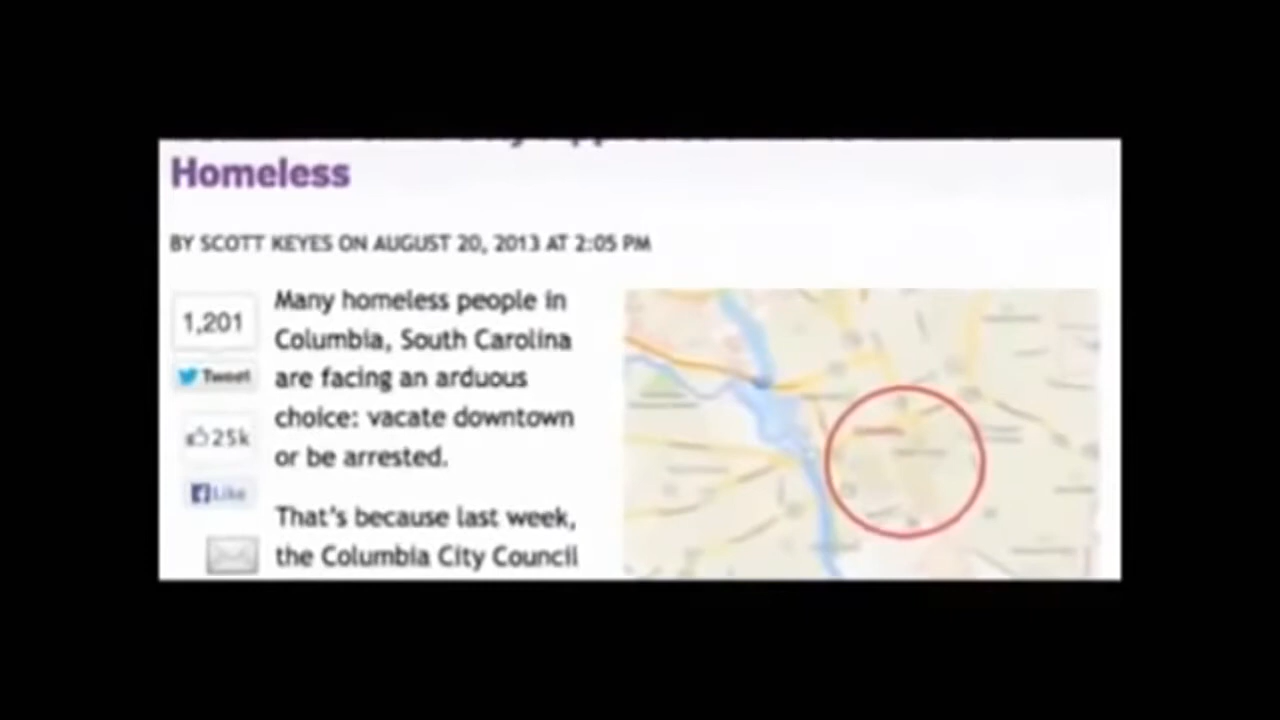 Homeless
BY SCOTT KEYES ON AUGUST 20, 2013 AT 2:05 PM
1,201
Tweet
25k
Like
Many homeless people in
Columbia, South Carolina
are facing an arduous
choice: vacate downtown
or be arrested.
That's because last week,
the Columbia City Council